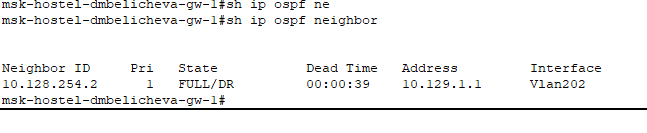 msk-hostel-dmbelicheva-gw-1#sh ip ospf ne
msk-hostel-dmbelicheva-gw-1#sh ip ospf neighbor
Neighbor ID     Pri   State           Dead Time   Address         Interface
10.128.254.2      1   FULL/DR         00:00:39    10.129.1.1      Vlan202
msk-hostel-dmbelicheva-gw-1#